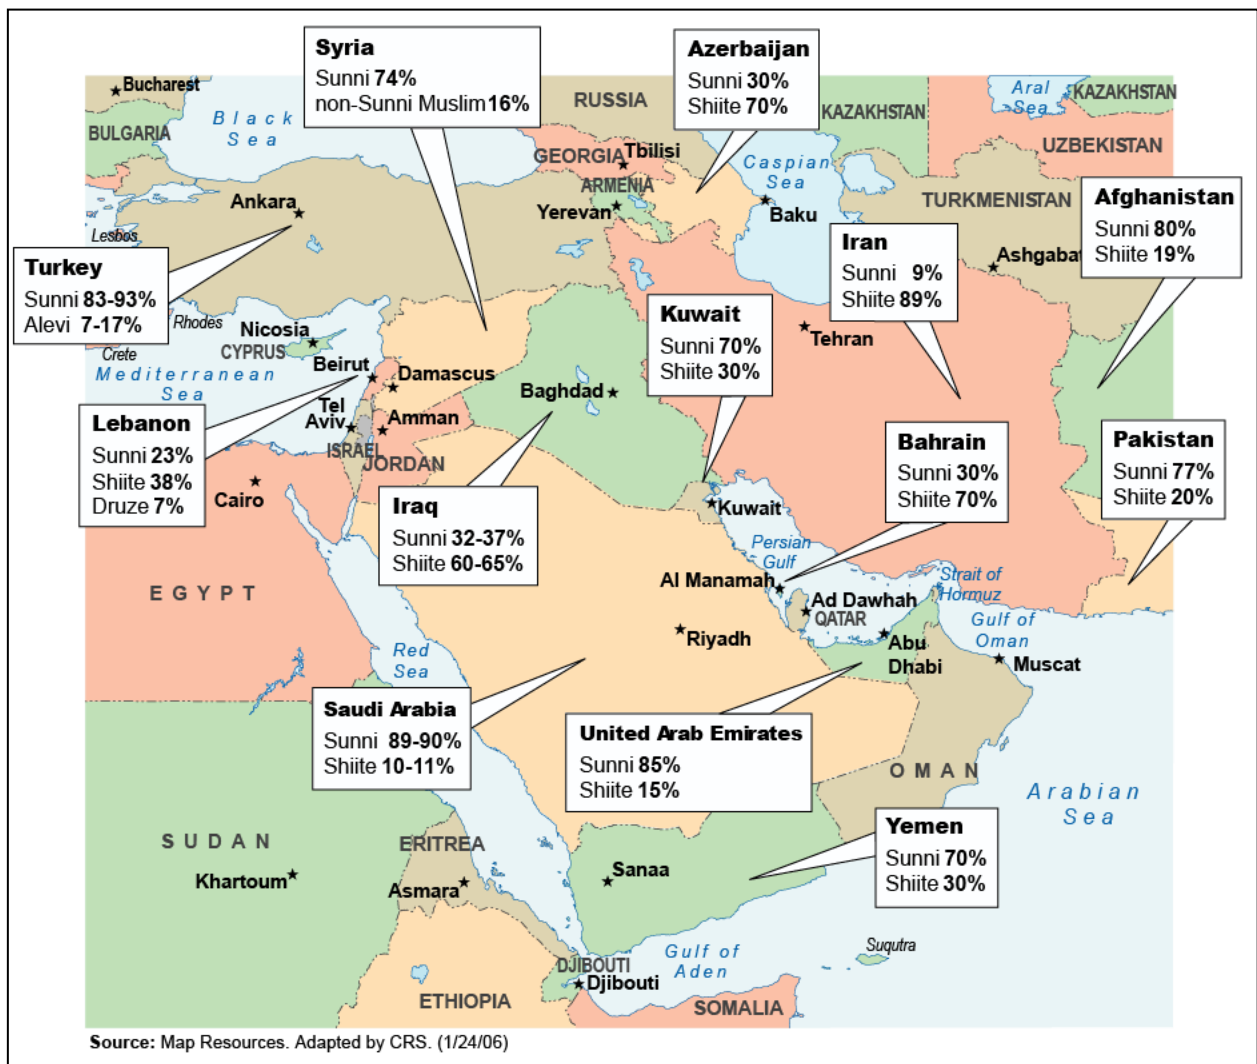 Syria
Sunni 74%
non-Sunni Muslim 16%
Azerbaijan
Sunni 30%
Shiite 70%
Bucharest
BULGARIA
Black
Sea
RUSSIA
KAZAKHSTAN
Aral
Sea
KAZAKHSTAN
UZBEKISTAN
GEORGIA
Tbilisi
ARMENIA
Yerevan
Caspian
Sea
Baku
TURKMENISTAN
Ashgabat
Afghanistan
Sunni 80%
Shiite 19%
Ankara
Lesbos
Turkey
Sunni 83-93%
Alevi 7-17%
Iran
Sunni 9%
Shiite 89%
Rhodes
Crete
Nicosia
CYPRUS
Mediterranean
Sea
Beirut
Damascus
Kuwait
Sunni 70%
Shiite 30%
Tehran
Baghdad
Tel
Aviv
Amman
ISRAEL
JORDAN
Lebanon
Sunni 23%
Shiite 38%
Druze 7%
Cairo
Iraq
Sunni 32-37%
Shiite 60-65%
Bahrain
Sunni 30%
Shiite 70%
Pakistan
Sunni 77%
Shiite 20%
Kuwait
Persian
Gulf
Al Manamah
Ad Dawhah
QATAR
Strait of
Hormuz
Gulf of
Oman
EGYPT
Riyadh
Abu
Dhabi
Muscat
Red
Sea
Saudi Arabia
Sunni 89-90%
Shiite 10-11%
United Arab Emirates
Sunni 85%
Shiite 15%
OMAN
Arabian
Sea
SUDAN
Khartoum
ERITREA
Asmara
Sanaa
Yemen
Sunni 70%
Shiite 30%
Suqutra
Gulf of
Aden
DJIBOUTI
Djibouti
ETHIOPIA
SOMALIA
Source: Map Resources. Adapted by CRS. (1/24/06)